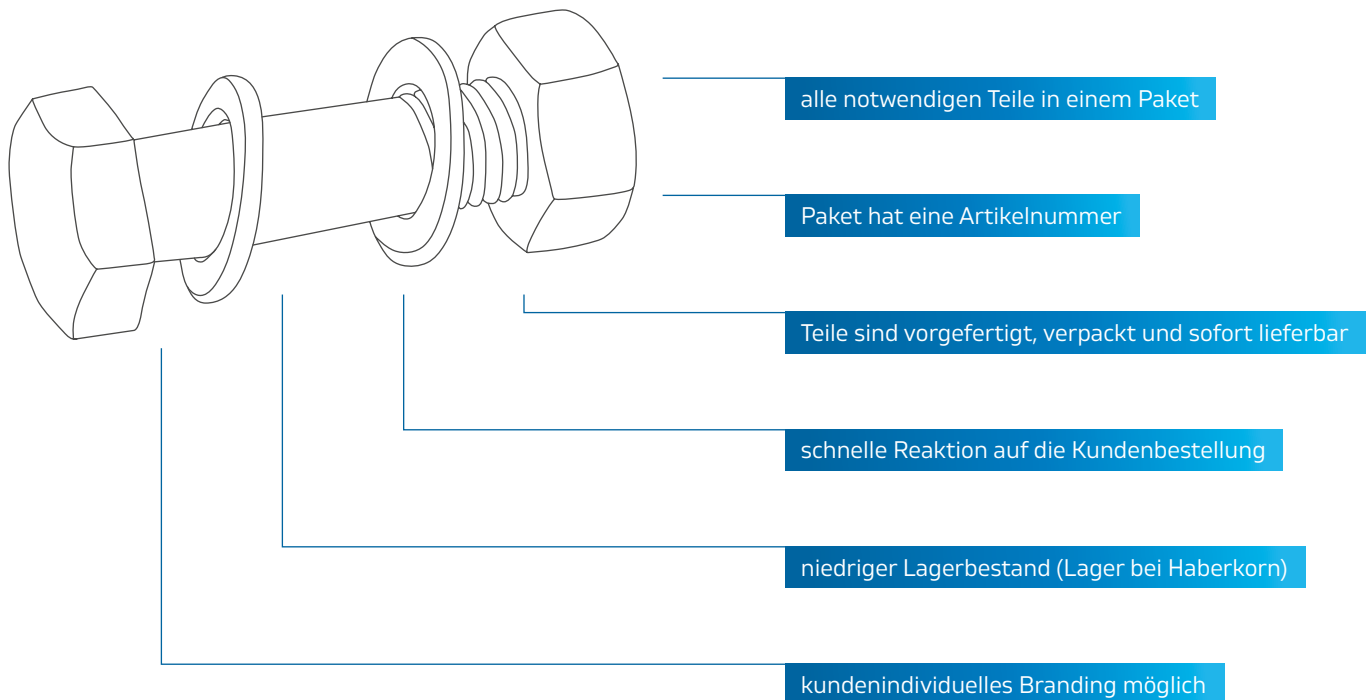 alle notwendigen Teile in einem Paket
Paket hat eine Artikelnummer
Teile sind vorgefertigt, verpackt und sofort lieferbar
schnelle Reaktion auf die Kundenbestellung
niedriger Lagerbestand (Lager bei Haberkorn)
kundenindividuelles Branding möglich